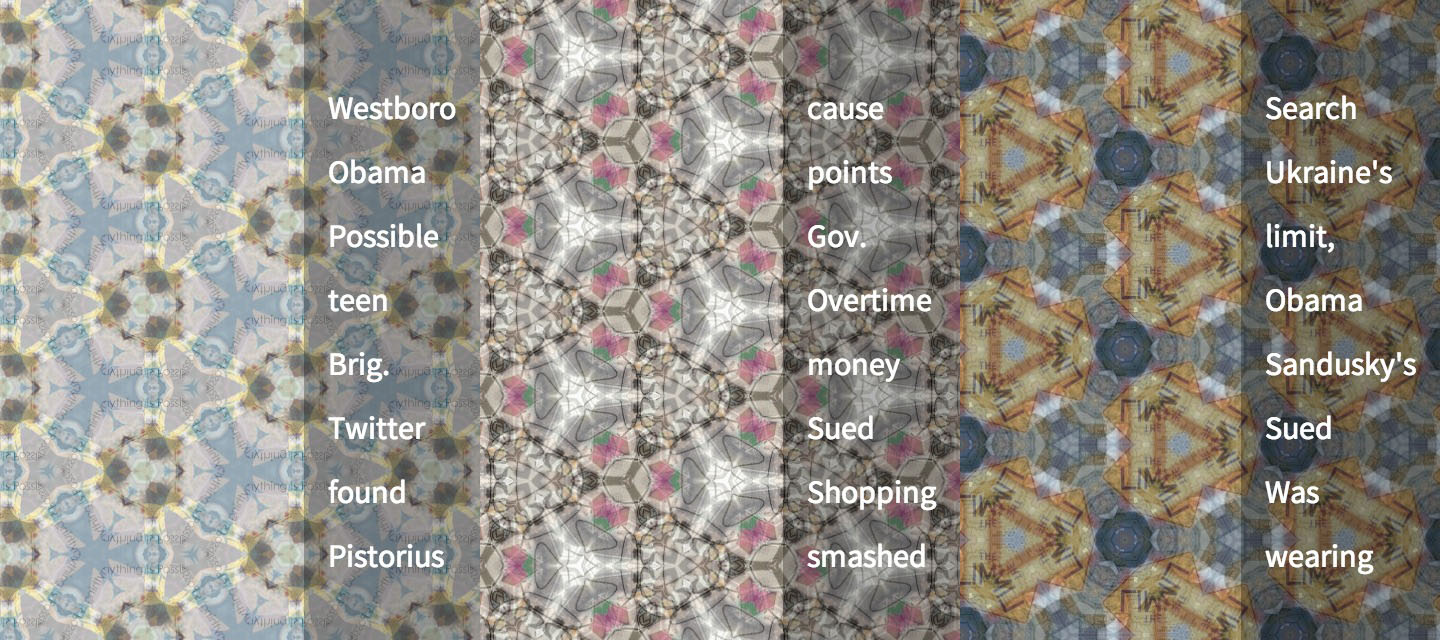 Westboro
Obama
Possible
teen
Brig.
Twitter
found
Pistorius
cause
points
Gov.
Overtime
money
Sued
Shopping
smashed
Search
Ukraine's
limit,
Obama
Sandusky's
Sued
Was
wearing